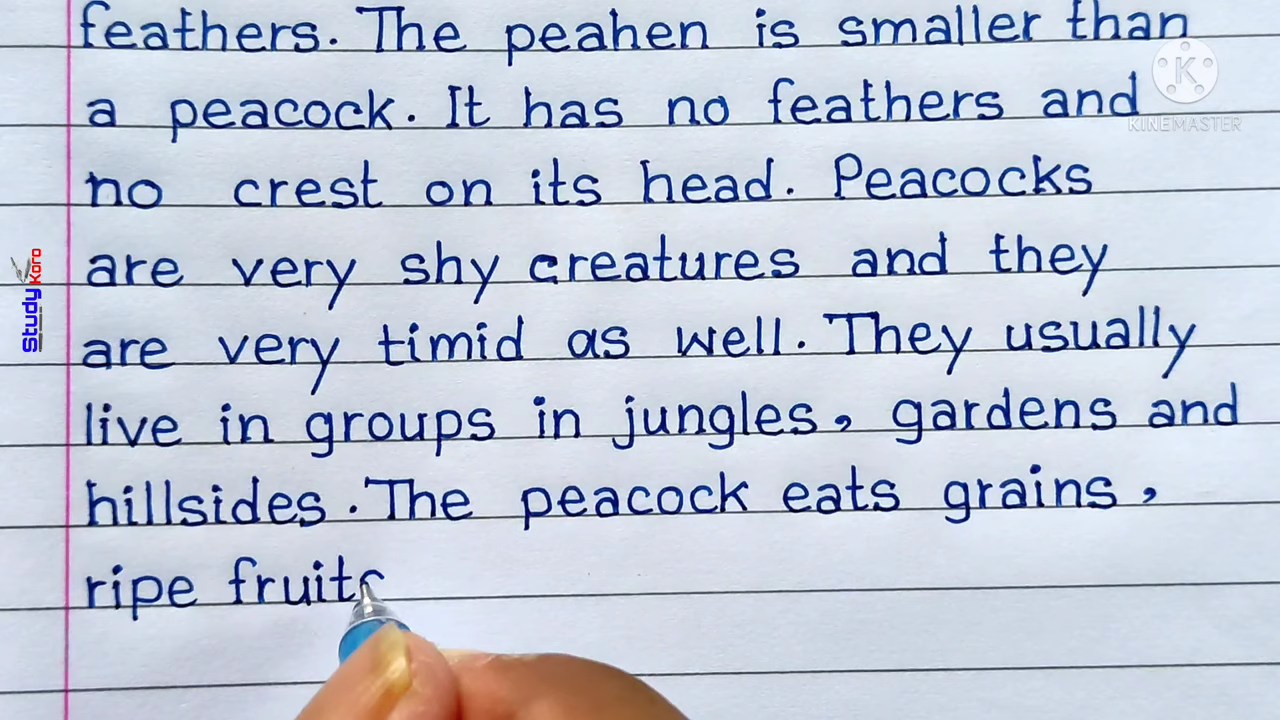 feathers. The peahen is smaller than
a peacock. It has no feathers and
no crest on its head. Peacocks
are very shy creatures and they
are very timid as well. They usually
live in groups in jungles, gardens and
hillsides. The peacock eats grains,
ripe fruits
K
KINEMASTER
Study Karo